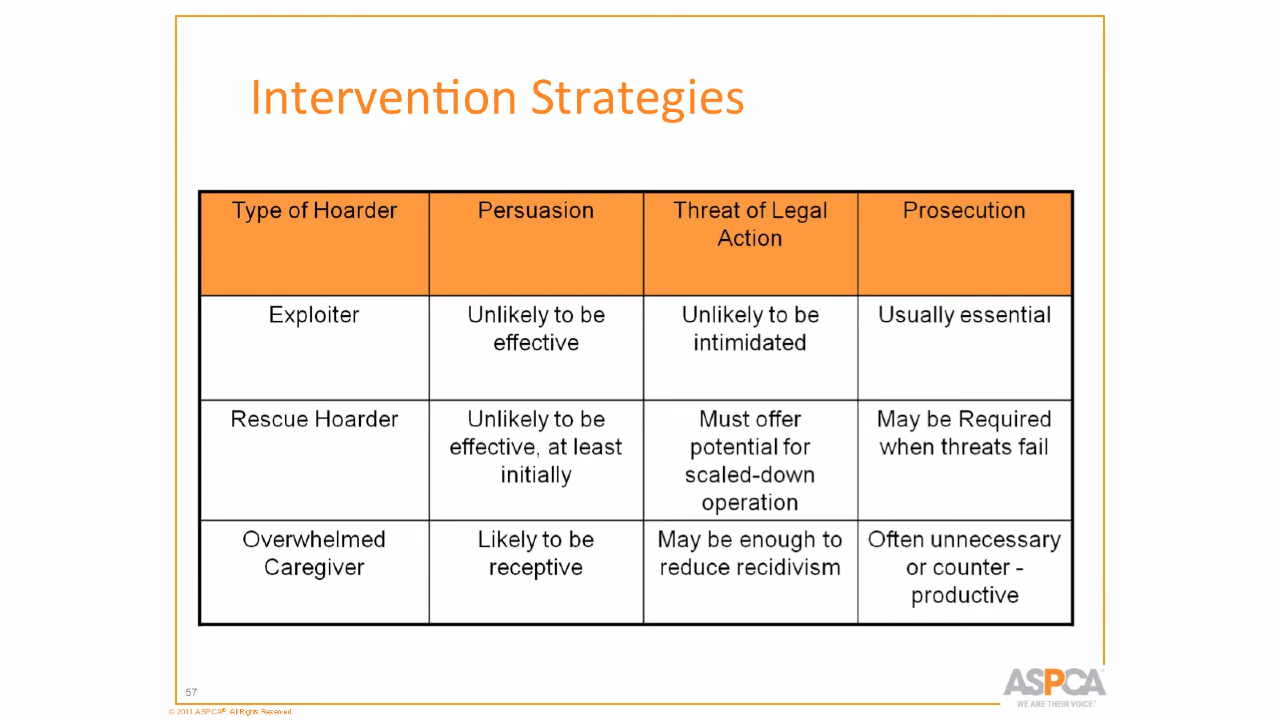 Intervention Strategies
Type of Hoarder
Persuasion
Threat of Legal
Action
Prosecution
Exploiter
Unlikely to be
effective
Unlikely to be
intimidated
Usually essential
Rescue Hoarder
Unlikely to be
effective, at least
initially
Must offer
potential for
scaled-down
operation
May be Required
when threats fail
Overwhelmed
Caregiver
Likely to be
receptive
May be enough to
reduce recidivism
Often unnecessary
or counter -
productive
57
© 2011 ASPCA®. All Rights Reserved.
ASPCA
WE ARE THEIR VOICE™